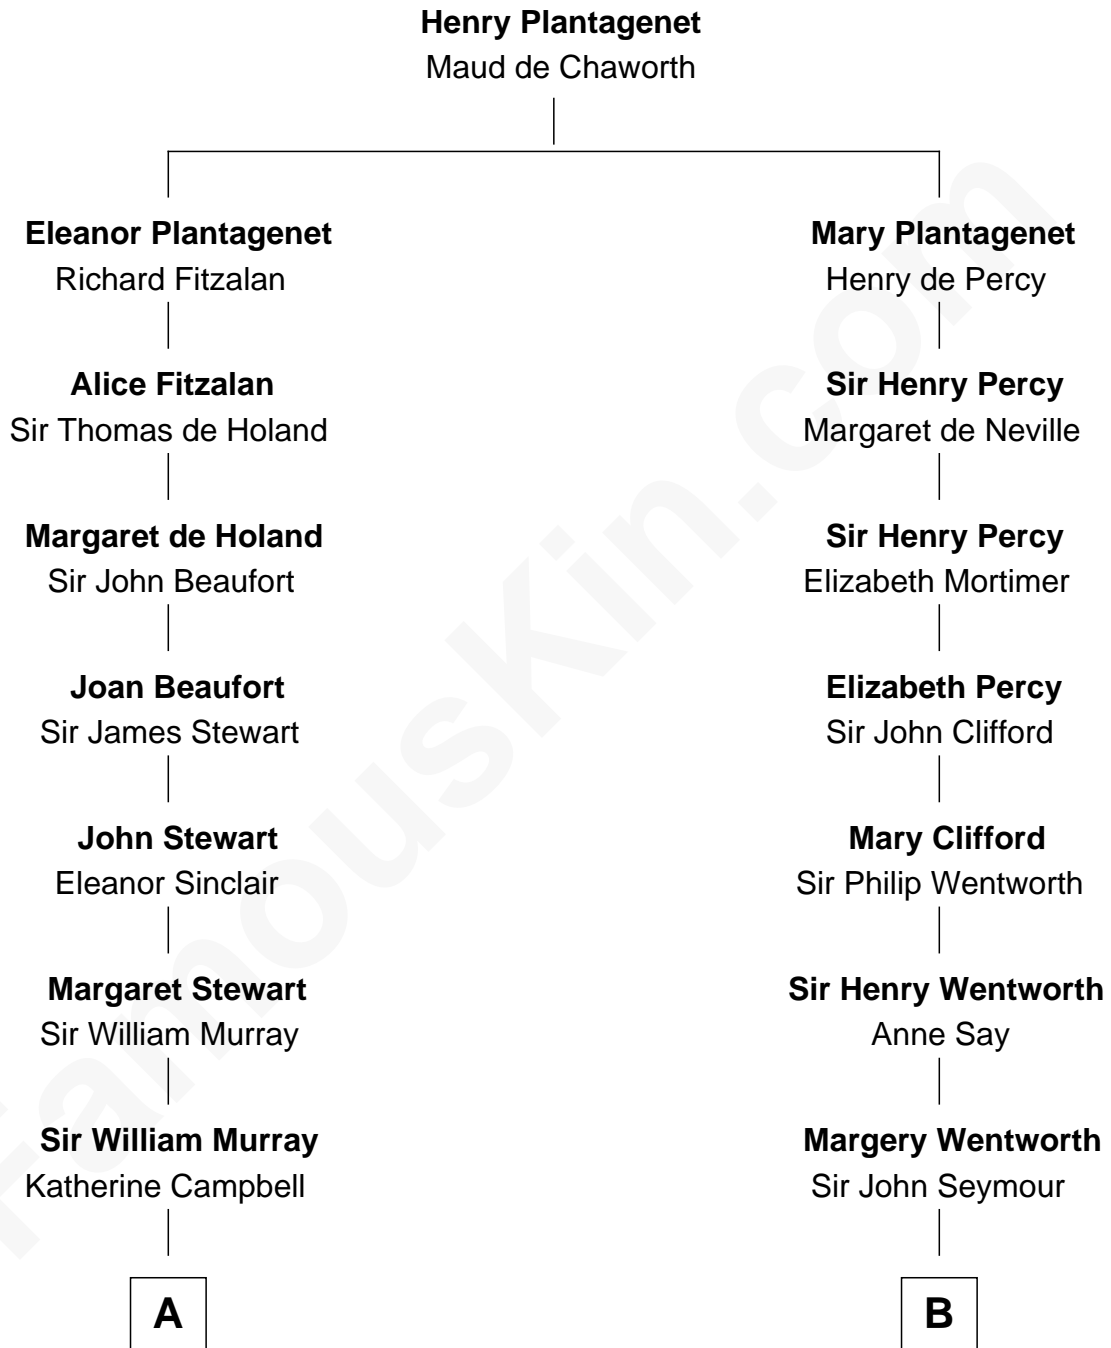 Henry Plantagenet
Maud de Chaworth
Eleanor Plantagenet
Richard Fitzalan
Mary Plantagenet
Henry de Percy
Alice Fitzalan
Sir Thomas de Holand
Sir Henry Percy
Margaret de Neville
Margaret de Holand
Sir John Beaufort
Sir Henry Percy
Elizabeth Mortimer
Joan Beaufort
Sir James Stewart
Elizabeth Percy
Sir John Clifford
John Stewart
Eleanor Sinclair
Mary Clifford
Sir Philip Wentworth
Margaret Stewart
Sir William Murray
Sir Henry Wentworth
Anne Say
Sir William Murray
Katherine Campbell
Margery Wentworth
Sir John Seymour
A
B
FamousKin.com